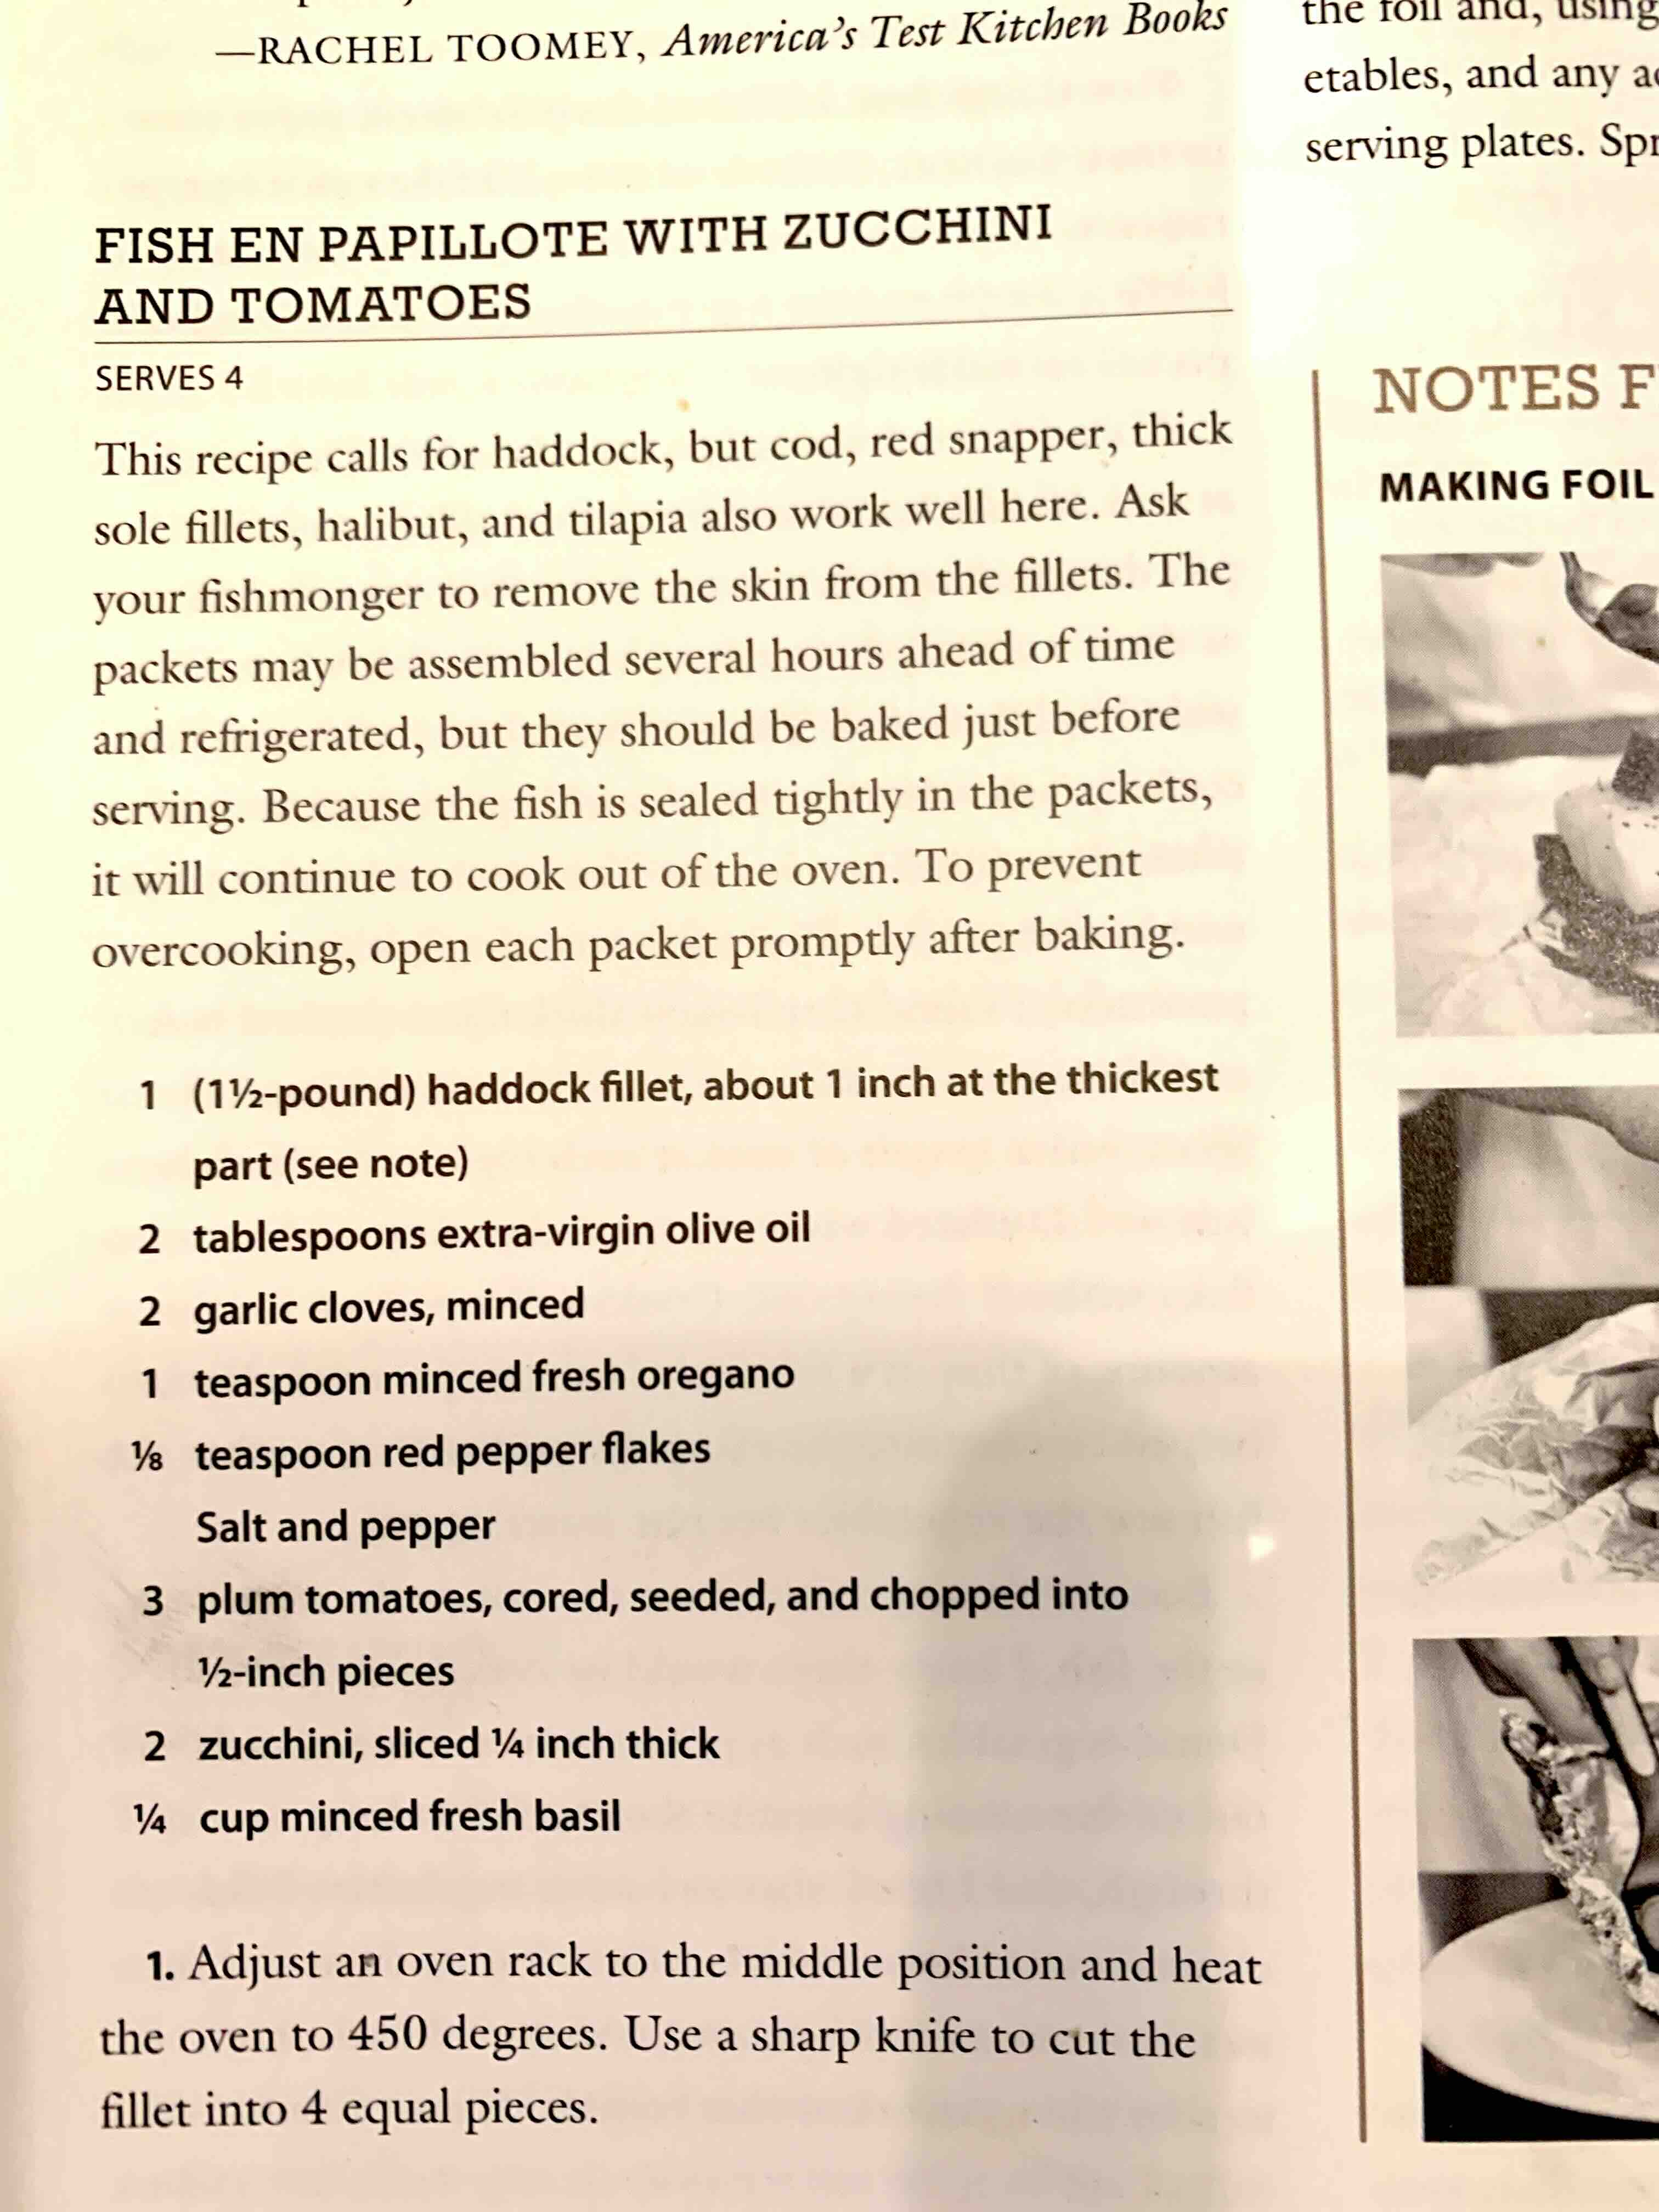 —RACHEL TOOMEY, America's Test Kitchen Books
FISH EN PAPILLOTE WITH ZUCCHINI
AND TOMATOES
SERVES 4
This recipe calls for haddock, but cod, red snapper, thick
sole fillets, halibut, and tilapia also work well here. Ask
your fishmonger to remove the skin from the fillets. The
packets may be assembled several hours ahead of time
and refrigerated, but they should be baked just before
serving. Because the fish is sealed tightly in the packets,
it will continue to cook out of the oven. To prevent
overcooking, open each packet promptly after baking.
1 (1½-pound) haddock fillet, about 1 inch at the thickest
part (see note)
2 tablespoons extra-virgin olive oil
2 garlic cloves, minced
1 teaspoon minced fresh oregano
⅛ teaspoon red pepper flakes
Salt and pepper
3 plum tomatoes, cored, seeded, and chopped into
½-inch pieces
2 zucchini, sliced ¼ inch thick
¼ cup minced fresh basil
1. Adjust an oven rack to the middle position and heat
the oven to 450 degrees. Use a sharp knife to cut the
fillet into 4 equal pieces.
the foil and, using
etables, and any
serving plates.
NOTES
MAKING FOIL